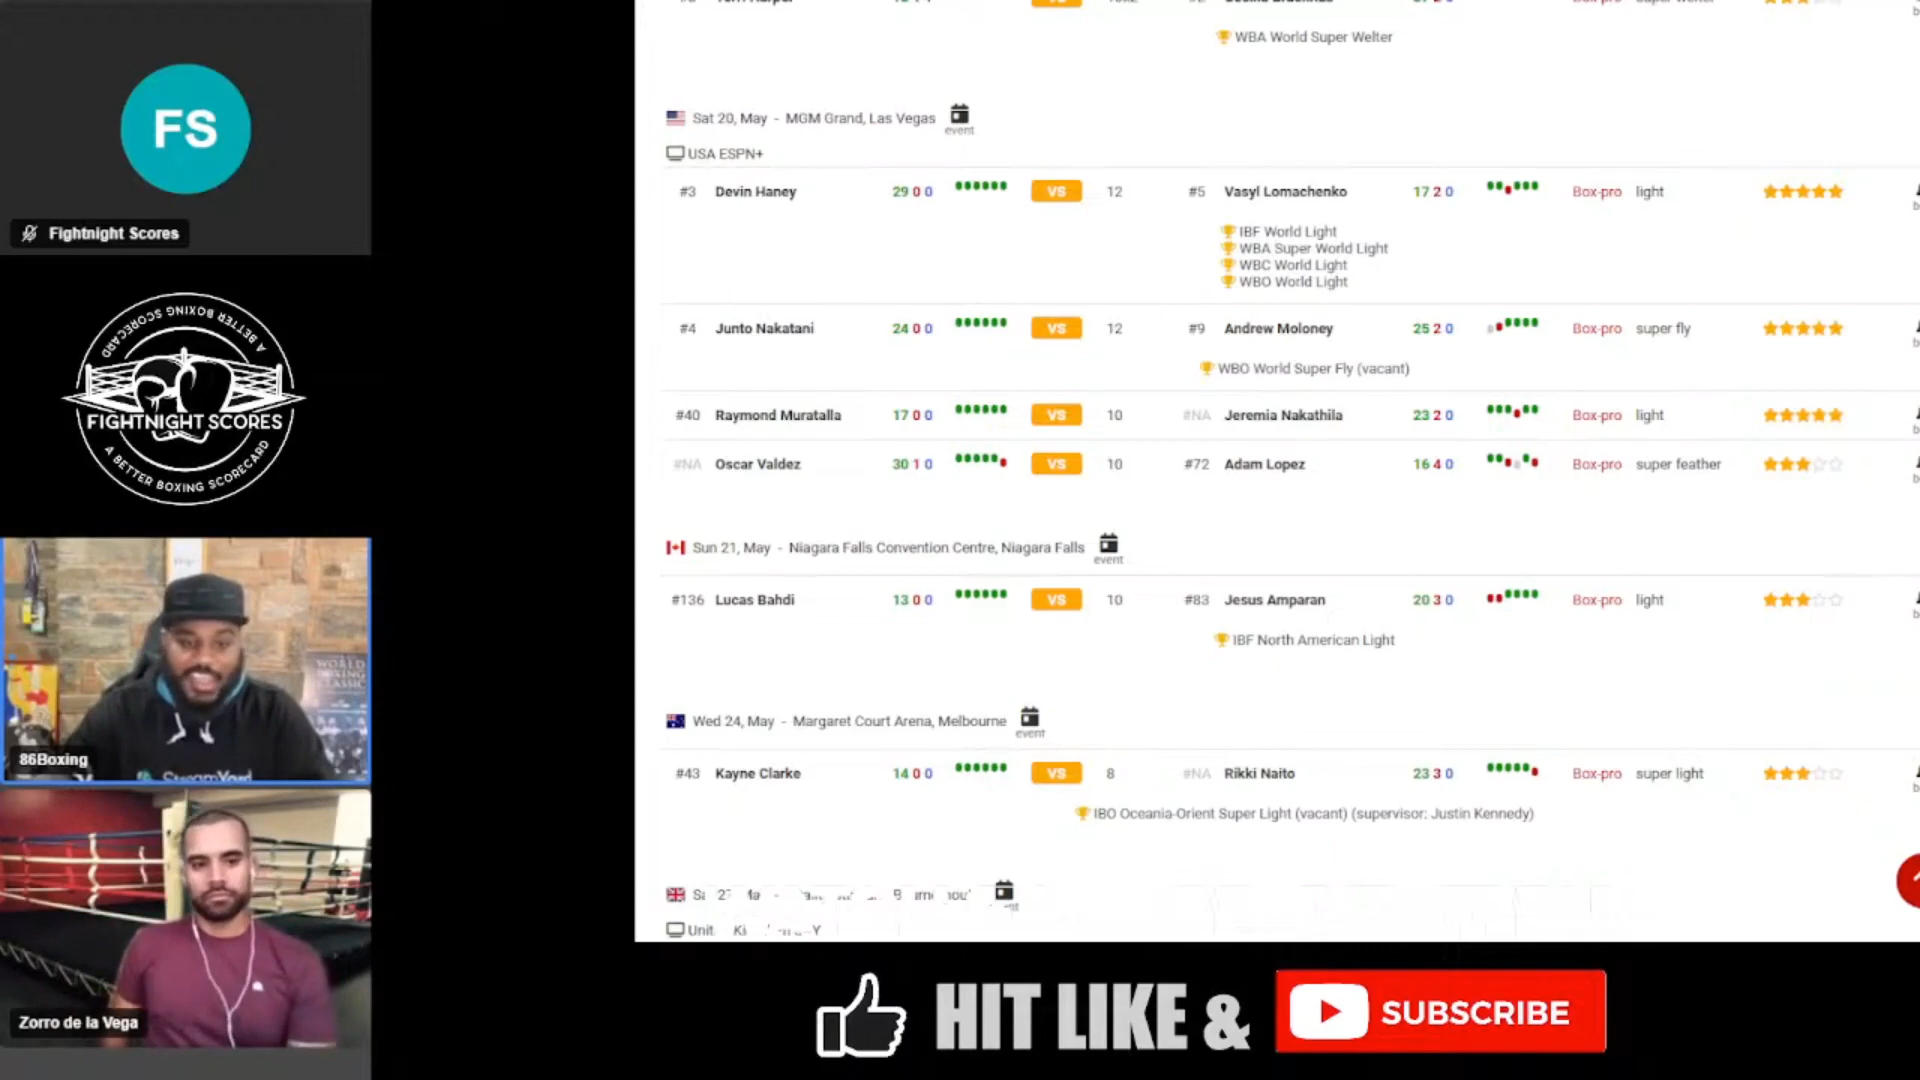 FS
Fightnight Scores
A BETTER BOXING SCORECARD
FIGHTNIGHT SCORES
A BETTER BOXING SCORECARD
WORLD
BOXING
CLASSIC
StreamYard
86Boxing
Zorro de la Vega
WBA World Super Welter
Sat 20, May - MGM Grand, Las Vegas event
USA ESPN+
#3 Devin Haney 29 0 0 VS 12 #5 Vasyl Lomachenko 17 2 0 Box-pro light
IBF World Light
WBA Super World Light
WBC World Light
WBO World Light
#4 Junto Nakatani 24 0 0 VS 12 #9 Andrew Moloney 25 2 0 Box-pro super fly
WBO World Super Fly (vacant)
#40 Raymond Muratalla 17 0 0 VS 10 #NA Jeremia Nakathila 23 2 0 Box-pro light
#NA Oscar Valdez 30 1 0 VS 10 #72 Adam Lopez 16 4 0 Box-pro super feather
Sun 21, May - Niagara Falls Convention Centre, Niagara Falls event
#136 Lucas Bahdi 13 0 0 VS 10 #83 Jesus Amparan 20 3 0 Box-pro light
IBF North American Light
Wed 24, May - Margaret Court Arena, Melbourne event
#43 Kayne Clarke 14 0 0 VS 8 #NA Rikki Naito 23 3 0 Box-pro super light
IBO Oceania-Orient Super Light (vacant) (supervisor: Justin Kennedy)
HIT LIKE & SUBSCRIBE